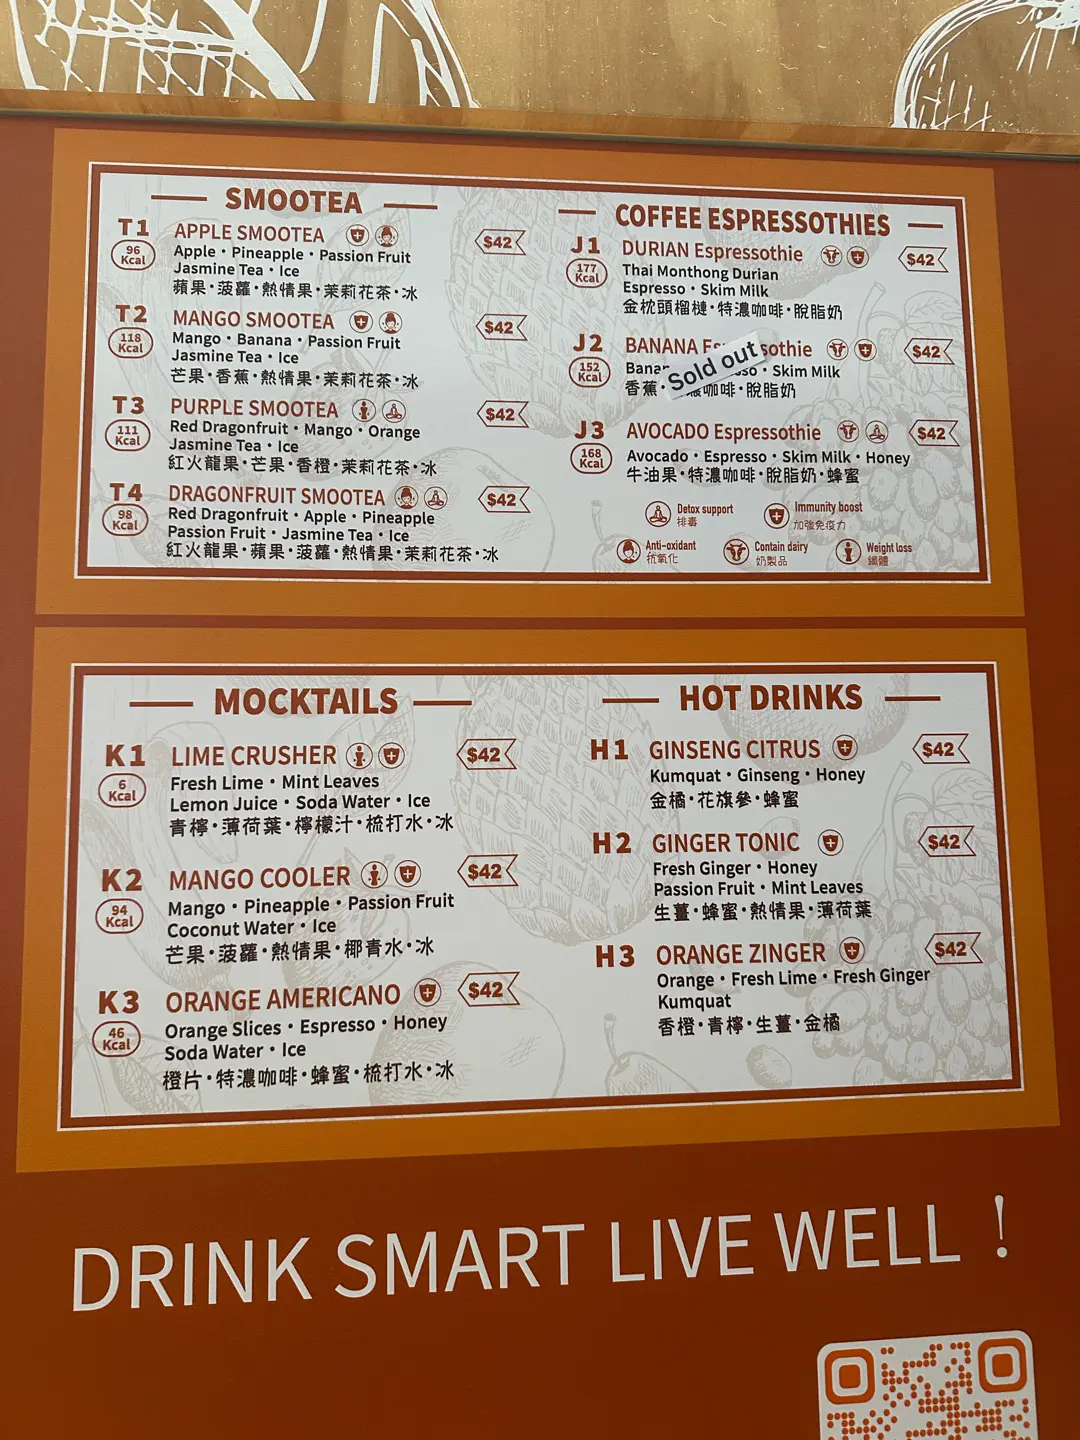 SMOOTEA
T1 APPLE SMOOTEA $42
96 Kcal
Apple • Pineapple • Passion Fruit
Jasmine Tea • Ice
蘋果•菠蘿•熱情果•茉莉花茶•冰
T2 MANGO SMOOTEA $42
118 Kcal
Mango • Banana • Passion Fruit
Jasmine Tea • Ice
芒果•香蕉•熱情果•茉莉花茶•冰
T3 PURPLE SMOOTEA $42
111 Kcal
Red Dragonfruit • Mango • Orange
Jasmine Tea • Ice
紅火龍果•芒果•香橙•茉莉花茶•冰
T4 DRAGONFRUIT SMOOTEA $42
98 Kcal
Red Dragonfruit • Apple • Pineapple
Passion Fruit • Jasmine Tea • Ice
紅火龍果•蘋果•菠蘿•熱情果•茉莉花茶•冰
COFFEE ESPRESSOTHIES
J1 DURIAN Espressothie $42
177 Kcal
Thai Monthong Durian
Espresso • Skim Milk
金枕頭榴槤•特濃咖啡•脫脂奶
J2 BANANA $42
Sold out
152 Kcal
• Skim Milk
香蕉• 咖啡•脫脂奶
J3 AVOCADO Espressothie $42
168 Kcal
Avocado • Espresso • Skim Milk • Honey
牛油果•特濃咖啡•脫脂奶•蜂蜜
Detox support
排毒
Immunity boost
加強免疫力
Anti-oxidant
抗氧化
Contain dairy
奶製品
Weight loss
纖體
MOCKTAILS
K1 LIME CRUSHER $42
6 Kcal
Fresh Lime • Mint Leaves
Lemon Juice • Soda Water • Ice
青檸•薄荷葉•檸檬汁•梳打水•冰
K2 MANGO COOLER $42
94 Kcal
Mango • Pineapple • Passion Fruit
Coconut Water • Ice
芒果•菠蘿•熱情果•椰青水•冰
K3 ORANGE AMERICANO $42
46 Kcal
Orange Slices • Espresso • Honey
Soda Water • Ice
橙片•特濃咖啡•蜂蜜•梳打水•冰
HOT DRINKS
H1 GINSENG CITRUS $42
Kumquat • Ginseng • Honey
金橘•花旗參•蜂蜜
H2 GINGER TONIC $42
Fresh Ginger • Honey
Passion Fruit • Mint Leaves
生薑•蜂蜜•熱情果•薄荷葉
H3 ORANGE ZINGER $42
Orange • Fresh Lime • Fresh Ginger
Kumquat
香橙•青檸•生薑•金橘
DRINK SMART LIVE WELL !